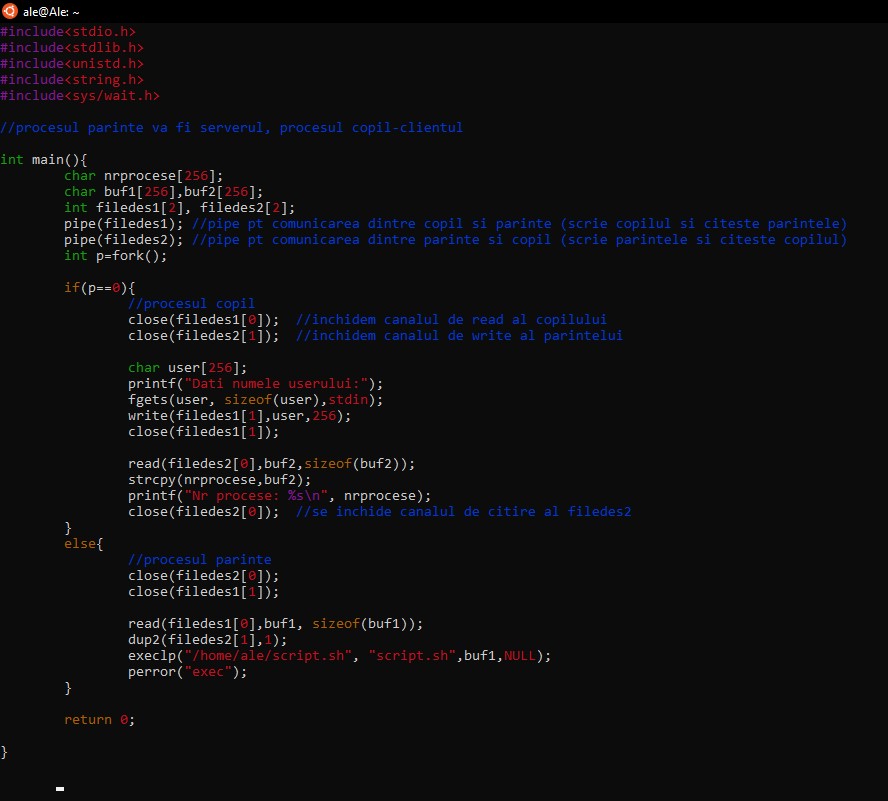 ale@Ale: ~
#include<stdio.h>
#include<stdlib.h>
#include<unistd.h>
#include<string.h>
#include<sys/wait.h>
//procesul parinte va fi serverul, procesul copil-clientul
int main(){
char nrprocese[256];
char buf1[256],buf2[256];
int filedes1[2], filedes2[2];
pipe(filedes1); //pipe pt comunicarea dintre copil si parinte (scrie copilul si citeste parintele)
pipe(filedes2); //pipe pt comunicarea dintre parinte si copil (scrie parintele si citeste copilul)
int p=fork();
if(p==0){
//procesul copil
close(filedes1[0]);  //inchidem canalul de read al copilului
close(filedes2[1]);  //inchidem canalul de write al parintelui
char user[256];
printf("Dati numele userului:");
fgets(user, sizeof(user),stdin);
write(filedes1[1],user,256);
close(filedes1[1]);
read(filedes2[0],buf2,sizeof(buf2));
strcpy(nrprocese,buf2);
printf("Nr procese: %s\n", nrprocese);
close(filedes2[0]);  //se inchide canalul de citire al filedes2
}
else{
//procesul parinte
close(filedes2[0]);
close(filedes1[1]);
read(filedes1[0],buf1, sizeof(buf1));
dup2(filedes2[1],1);
execlp("/home/ale/script.sh", "script.sh",buf1,NULL);
perror("exec");
}
return 0;
}